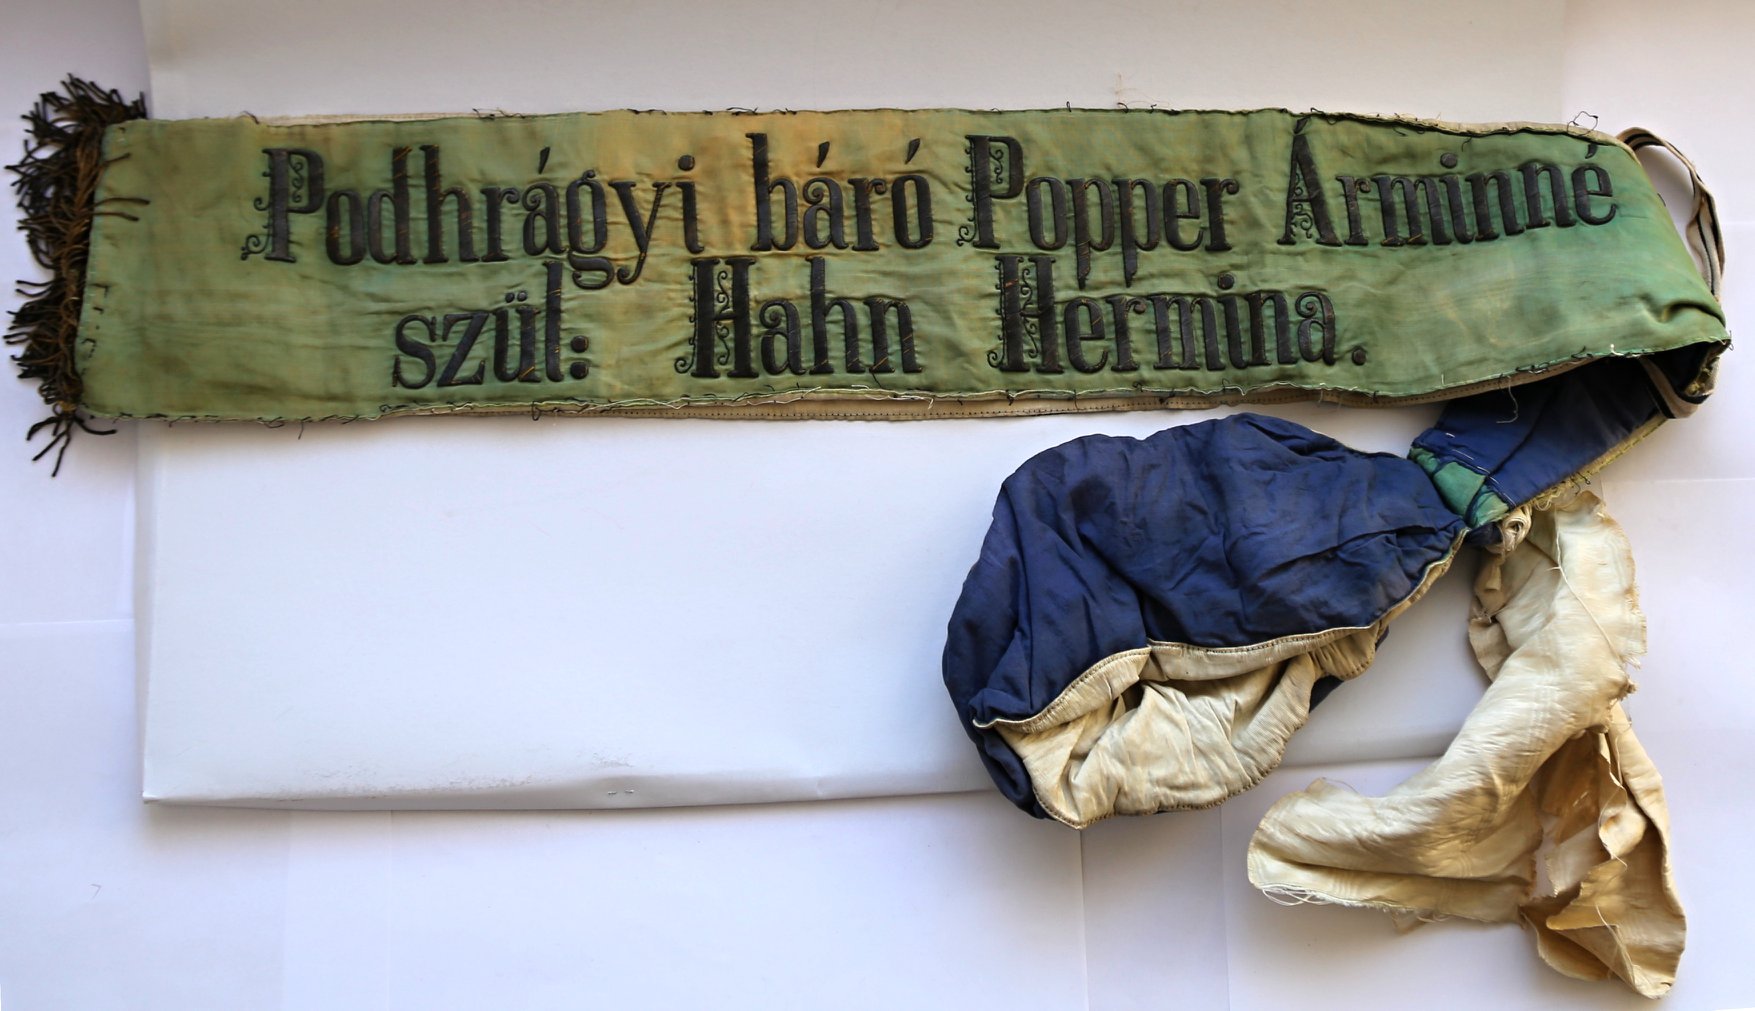 Podhrágyi báró Popper Árminné
szül: Hahn Hermina.